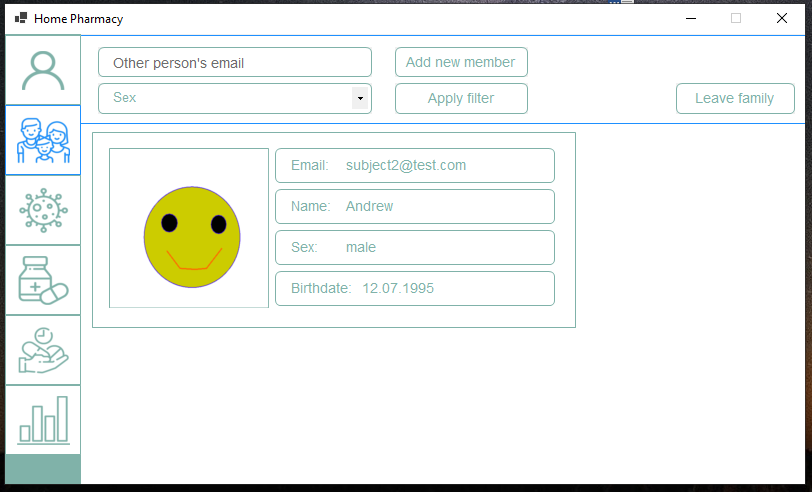 Home Pharmacy
Other person's email
Add new member
Sex
Apply filter
Leave family
Email: subject2@test.com
Name: Andrew
Sex: male
Birthdate: 12.07.1995